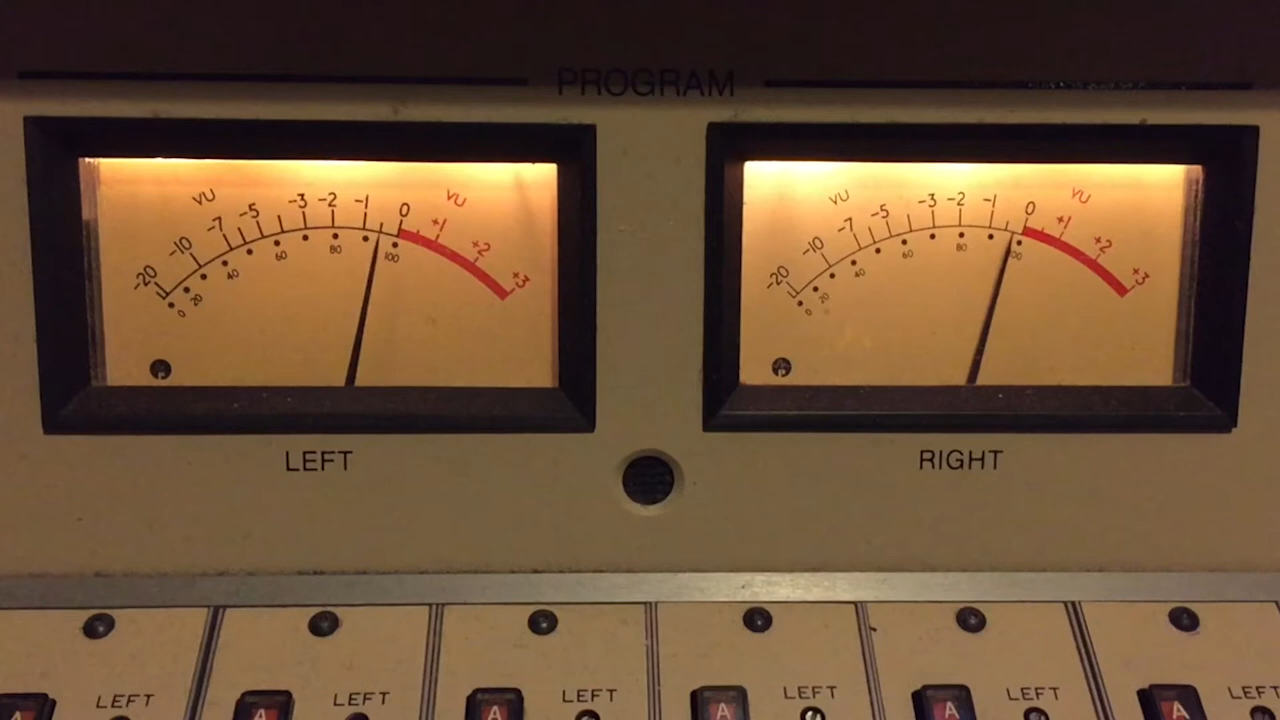 PROGRAM
VU VU
-20 -10 -7 -5 -3 -2 -1 0 +1 +2 +3
0 20 40 60 80 100
VU VU
-20 -10 -7 -5 -3 -2 -1 0 +1 +2 +3
0 20 40 60 80 100
LEFT
RIGHT
LEFT LEFT LEFT LEFT LEFT LEFT
A A A A A A